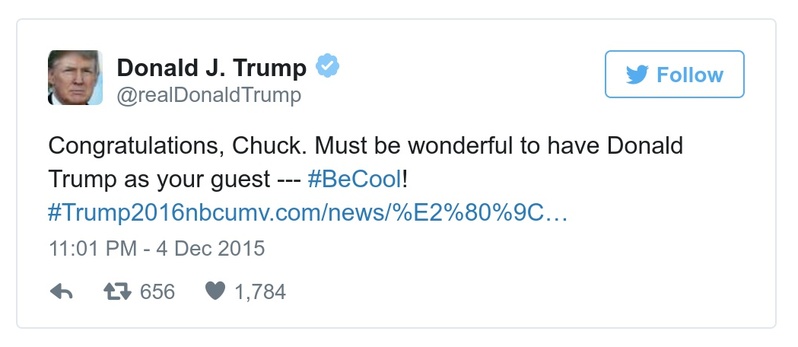 Donald J. Trump
@realDonaldTrump
Follow
Congratulations, Chuck. Must be wonderful to have Donald
Trump as your guest --- #BeCool!
#Trump2016nbcumv.com/news/%E2%80%9C…
11:01 PM - 4 Dec 2015
656 1,784